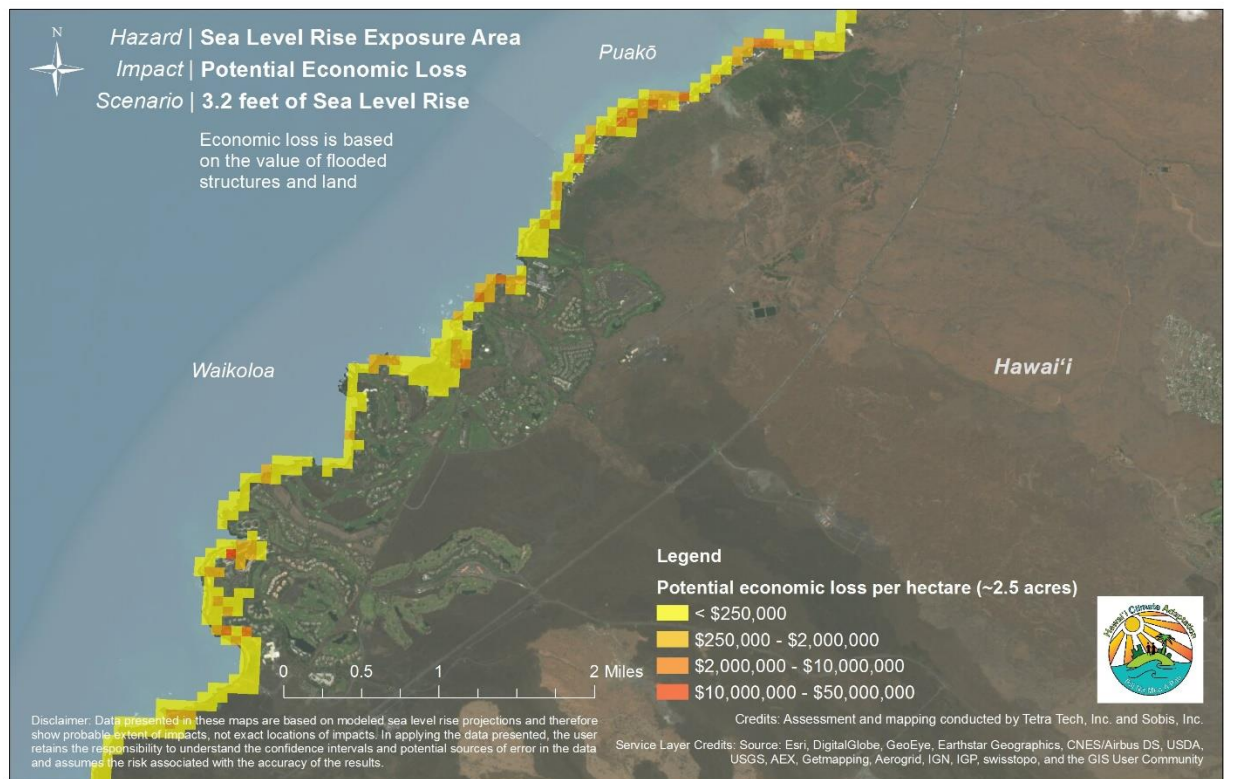 N
Hazard | Sea Level Rise Exposure Area
Impact | Potential Economic Loss
Scenario | 3.2 feet of Sea Level Rise
Economic loss is based
on the value of flooded
structures and land
Puakō
Waikoloa
Hawaiʻi
Legend
Potential economic loss per hectare (~2.5 acres)
< $250,000
$250,000 - $2,000,000
$2,000,000 - $10,000,000
$10,000,000 - $50,000,000
0 0.5 1 2 Miles
Hawaiʻi Climate Adaptation
Disclaimer: Data presented in these maps are based on modeled sea level rise projections and therefore
show probable extent of impacts, not exact locations of impacts. In applying the data presented, the user
retains the responsibility to understand the confidence intervals and potential sources of error in the data
and assumes the risk associated with the accuracy of the results.
Credits: Assessment and mapping conducted by Tetra Tech, Inc. and Sobis, Inc.
Service Layer Credits: Source: Esri, DigitalGlobe, GeoEye, Earthstar Geographics, CNES/Airbus DS, USDA,
USGS, AEX, Getmapping, Aerogrid, IGN, IGP, swisstopo, and the GIS User Community